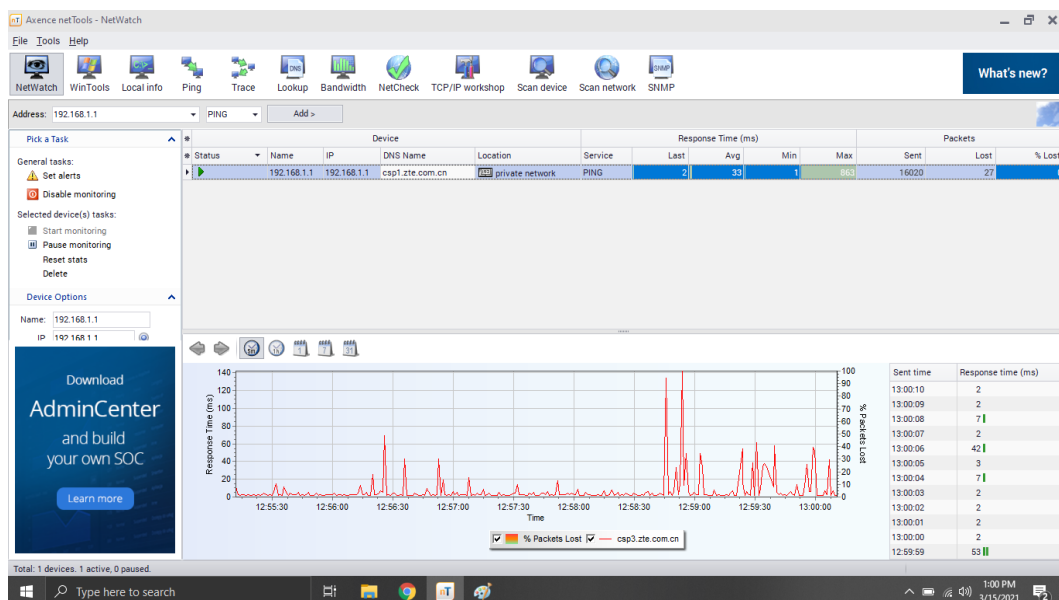 nT Axence netTools - NetWatch
File Tools Help
NetWatch WinTools Local info Ping Trace Lookup Bandwidth NetCheck TCP/IP workshop Scan device Scan network SNMP
What's new?
Address: 192.168.1.1 PING Add >
Pick a Task
General tasks:
Set alerts
Disable monitoring
Selected device(s) tasks:
Start monitoring
Pause monitoring
Reset stats
Delete
Device Options
Name: 192.168.1.1
IP 192.168.1.1
Download
AdminCenter
and build
your own SOC
Learn more
Device Response Time (ms) Packets
Status Name IP DNS Name Location Service Last Avg Min Max Sent Lost % Lost
192.168.1.1 192.168.1.1 csp1.zte.com.cn private network PING 2 33 1 863 16020 27
140
120
100
80
60
40
20
0
Response Time (ms)
100
90
80
70
60
50
40
30
20
10
0
% Packets Lost
12:55:30 12:56:00 12:56:30 12:57:00 12:57:30 12:58:00 12:58:30 12:59:00 12:59:30 13:00:00
Time
% Packets Lost csp3.zte.com.cn
Sent time Response time (ms)
13:00:10 2
13:00:09 2
13:00:08 7
13:00:07 2
13:00:06 42
13:00:05 3
13:00:04 7
13:00:03 2
13:00:02 2
13:00:01 2
13:00:00 2
12:59:59 53
Total: 1 devices. 1 active, 0 paused.
Type here to search
nT
1:00 PM
3/15/2021
2